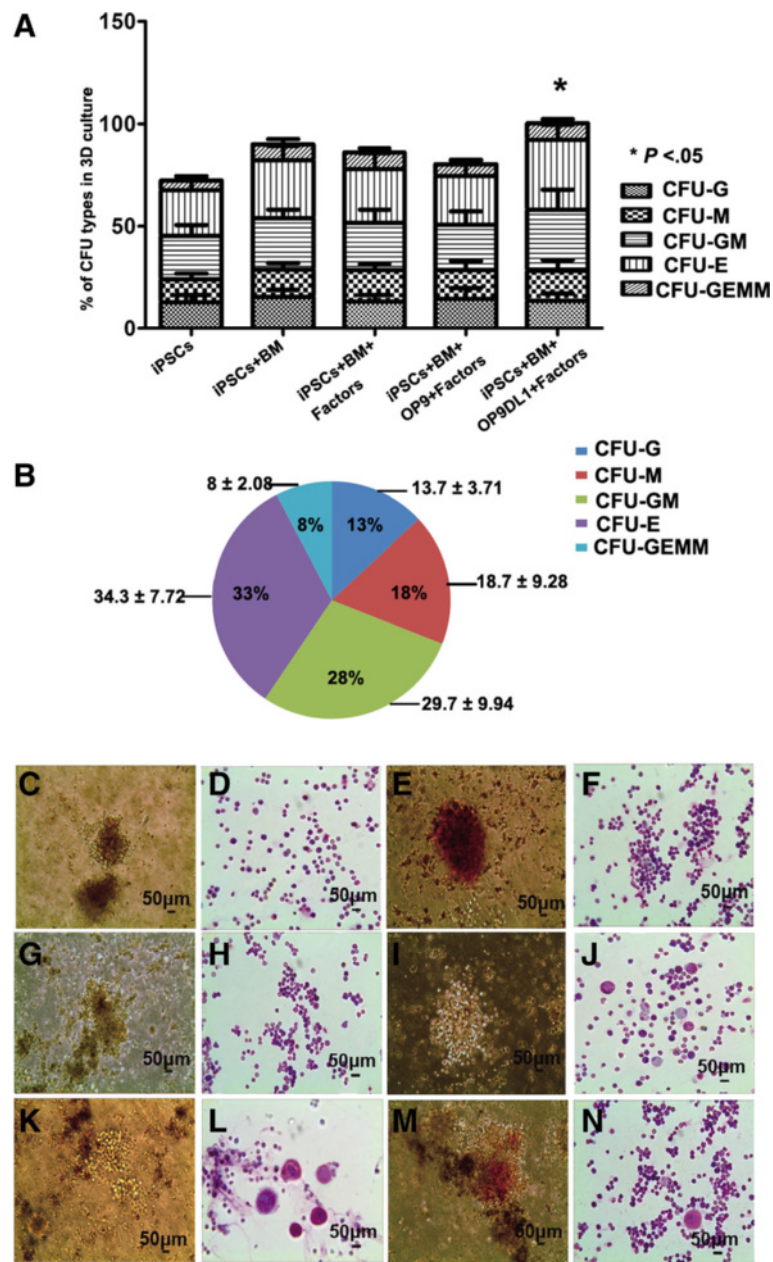 A
% of CFU types in 3D culture
150
100
50
0
*
* P <.05
CFU-G
CFU-M
CFU-GM
CFU-E
CFU-GEMM
iPSCs
iPSCs+BM
iPSCs+BM+
Factors
iPSCs+BM+
OP9+Factors
iPSCs+BM+
OP9DL1+Factors
B
8 ± 2.08
13.7 ± 3.71
8%
13%
34.3 ± 7.72
33%
18%
18.7 ± 9.28
28%
29.7 ± 9.94
CFU-G
CFU-M
CFU-GM
CFU-E
CFU-GEMM
C
50μm
D
50μm
E
50μm
F
50μm
G
50μm
H
50μm
I
50μm
J
50μm
K
50μm
L
50μm
M
50μm
N
50μm